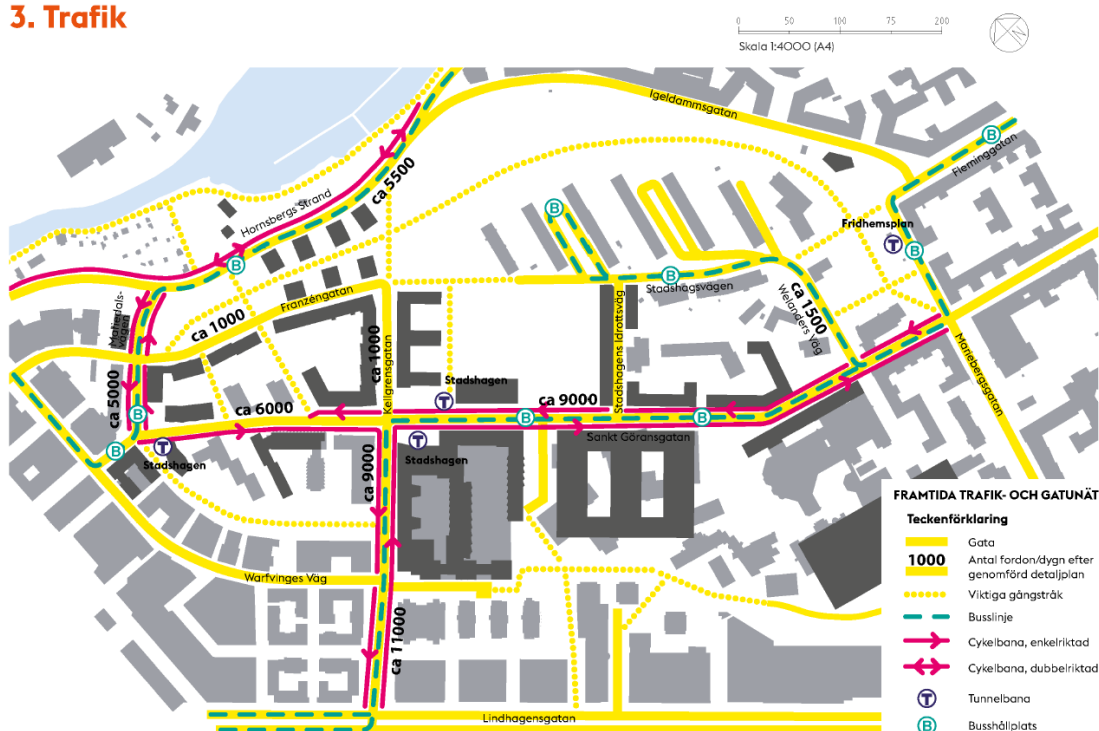 3. Trafik
0 50 100 150 200
Skala 1:4000 (A4)
N
Igeldammsgatan
B
Fleminggatan
ca 5500
Hornsbergs Strand
B
Fridhemsplan
T
B
B
B
Stadshagsvägen
ca 1500
Welanders Väg
Franzéngatan
ca 1000
ca 1000
Kellgrensgatan
Stadshagens Idrottsväg
Mariebergsgatan
ca 5000
Stadshagen
T
ca 6000
ca 9000
B
B
B
Sankt Göransgatan
T
Stadshagen
B
T
Stadshagen
ca 9000
Warfvinges Väg
ca 11000
Lindhagensgatan
FRAMTIDA TRAFIK- OCH GATUNÄT
Teckenförklaring
Gata
1000 Antal fordon/dygn efter
genomförd detaljplan
Viktiga gångstråk
Busslinje
Cykelbana, enkelriktad
Cykelbana, dubbelriktad
T Tunnelbana
B Busshållplats